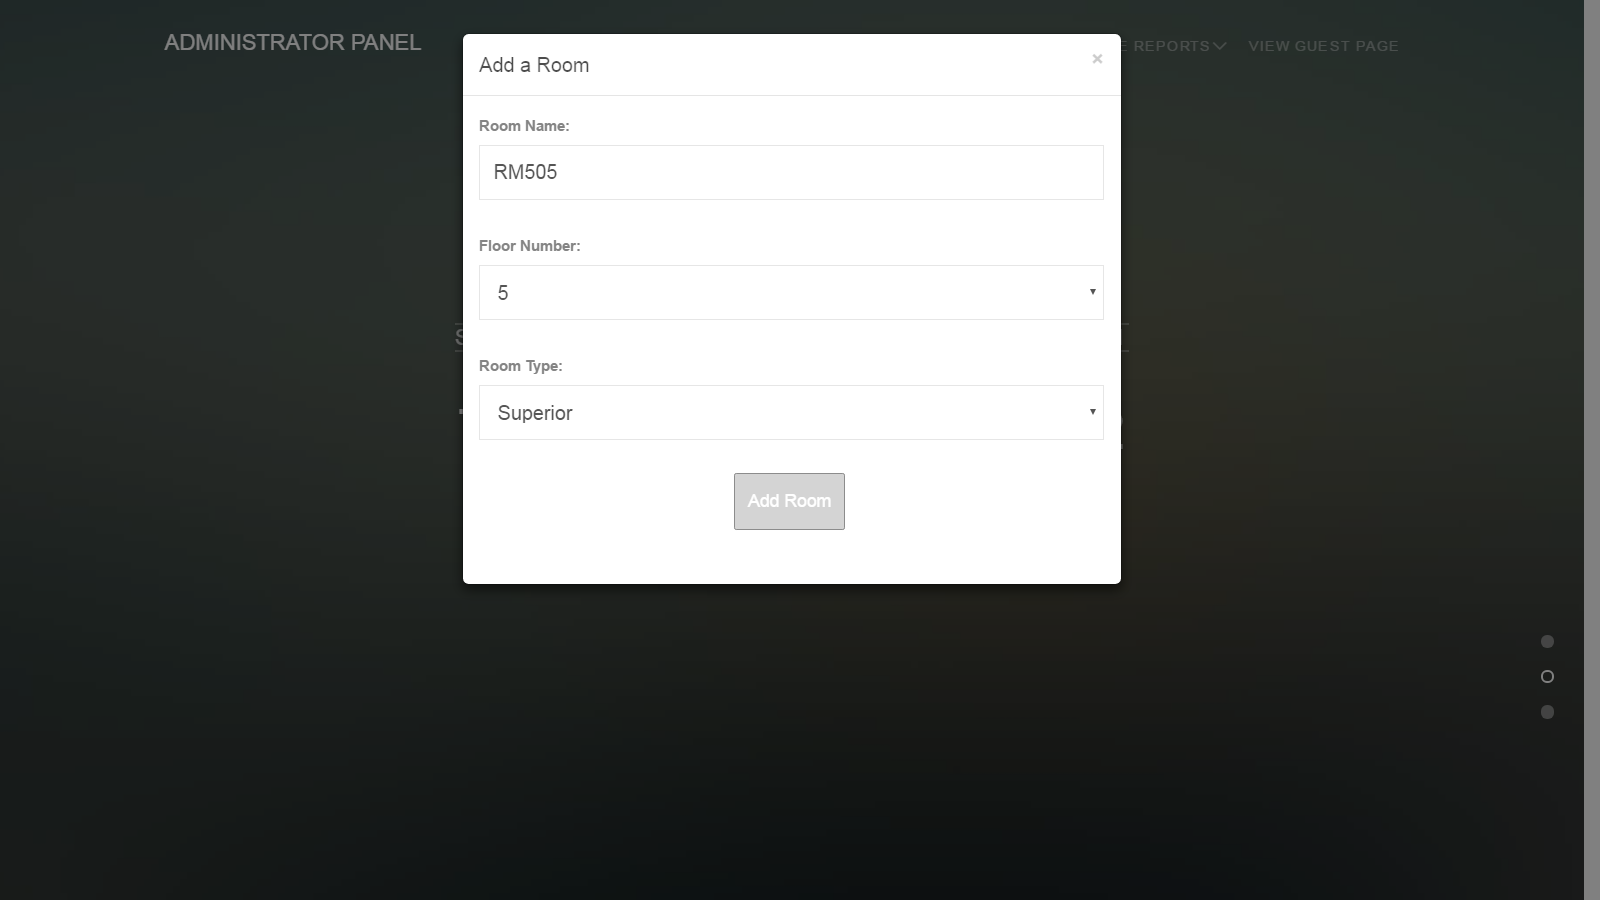 ADMINISTRATOR PANEL
REPORTS
VIEW GUEST PAGE
Add a Room
×
Room Name:
RM505
Floor Number:
5
Room Type:
Superior
Add Room